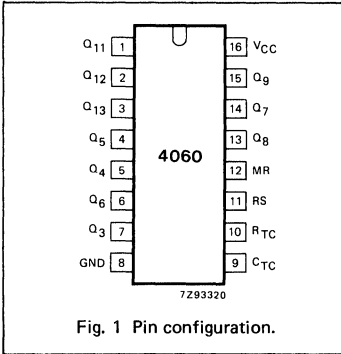 Q11 1 16 VCC
Q12 2 15 Q9
Q13 3 14 Q7
Q5 4 13 Q8
4060
Q4 5 12 MR
Q6 6 11 RS
Q3 7 10 RTC
GND 8 9 CTC
7Z93320
Fig. 1 Pin configuration.